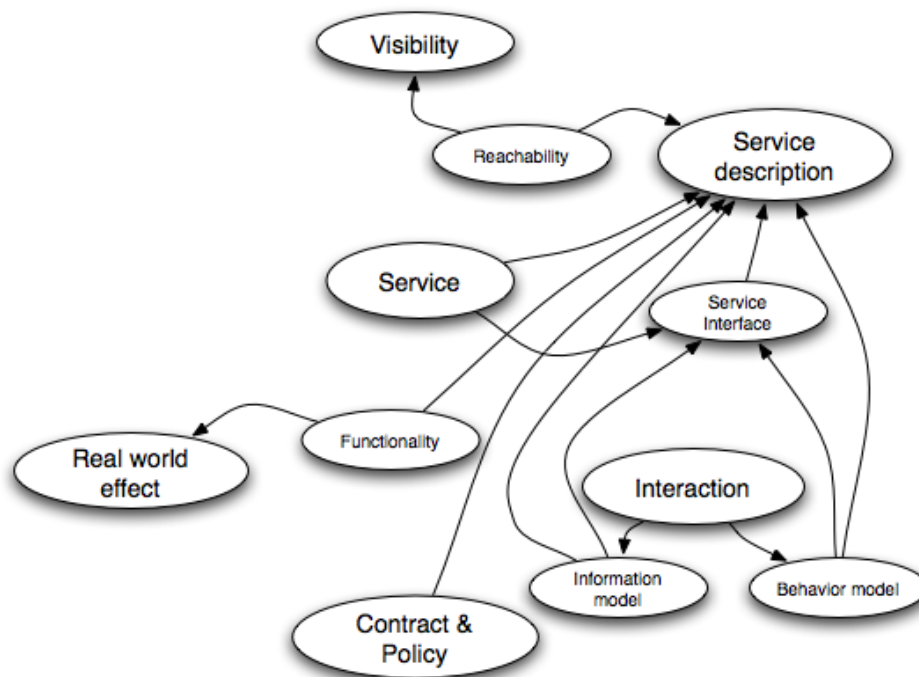 Visibility
Reachability
Service
description
Service
Service
Interface
Functionality
Real world
effect
Interaction
Information
model
Behavior model
Contract &
Policy